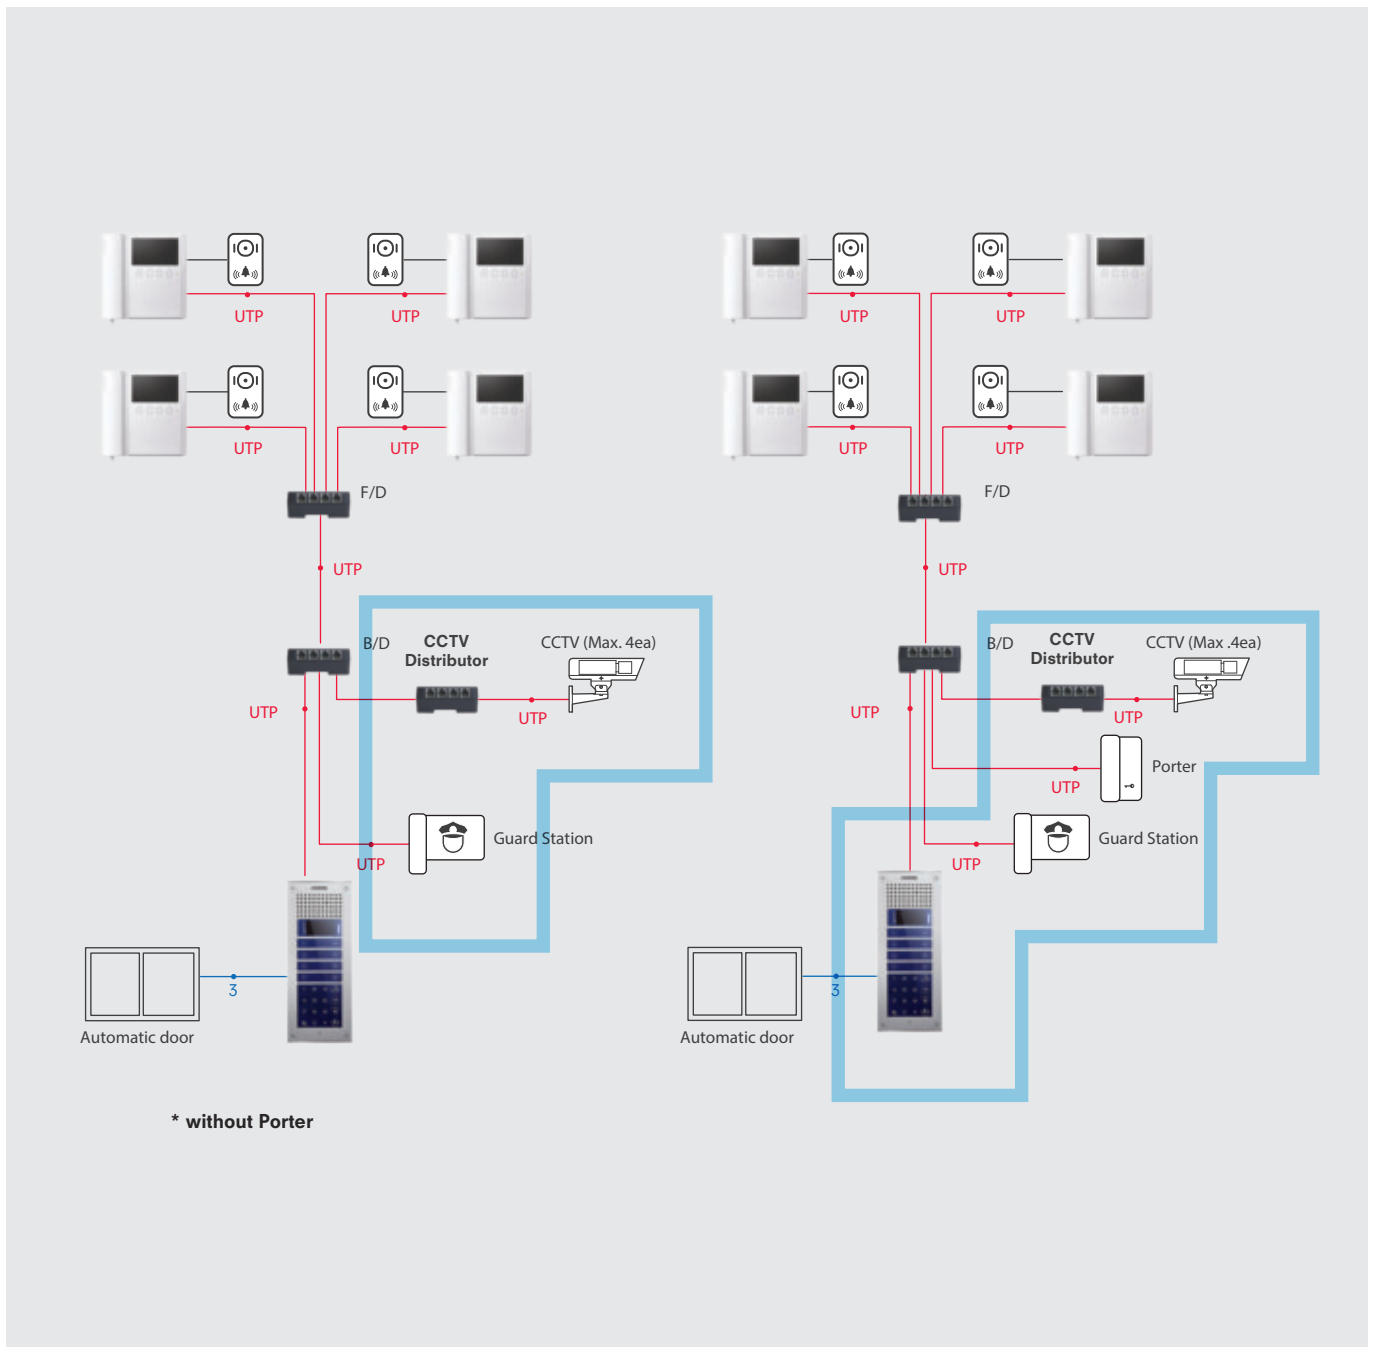 UTP
UTP
UTP
UTP
F/D
UTP
B/D
CCTV
Distributor
CCTV (Max. 4ea)
UTP
UTP
Guard Station
UTP
3
Automatic door
* without Porter
UTP
UTP
UTP
UTP
F/D
UTP
B/D
CCTV
Distributor
CCTV (Max .4ea)
UTP
UTP
Porter
UTP
Guard Station
UTP
3
Automatic door